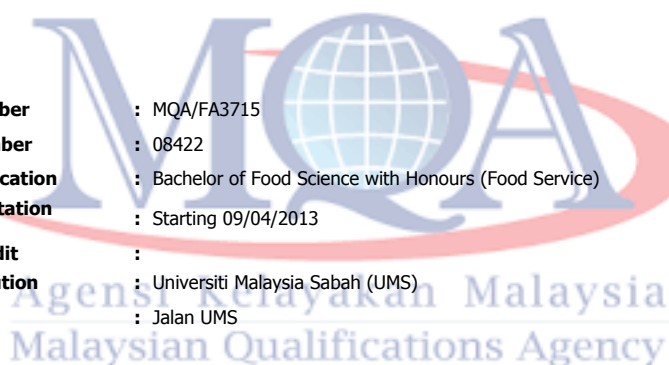 MQA
ber : MQA/FA3715
ber : 08422
cation : Bachelor of Food Science with Honours (Food Service)
tation : Starting 09/04/2013
dit :
ution : Universiti Malaysia Sabah (UMS)
: Jalan UMS
Agensi Kelayakan Malaysia
Malaysian Qualifications Agency